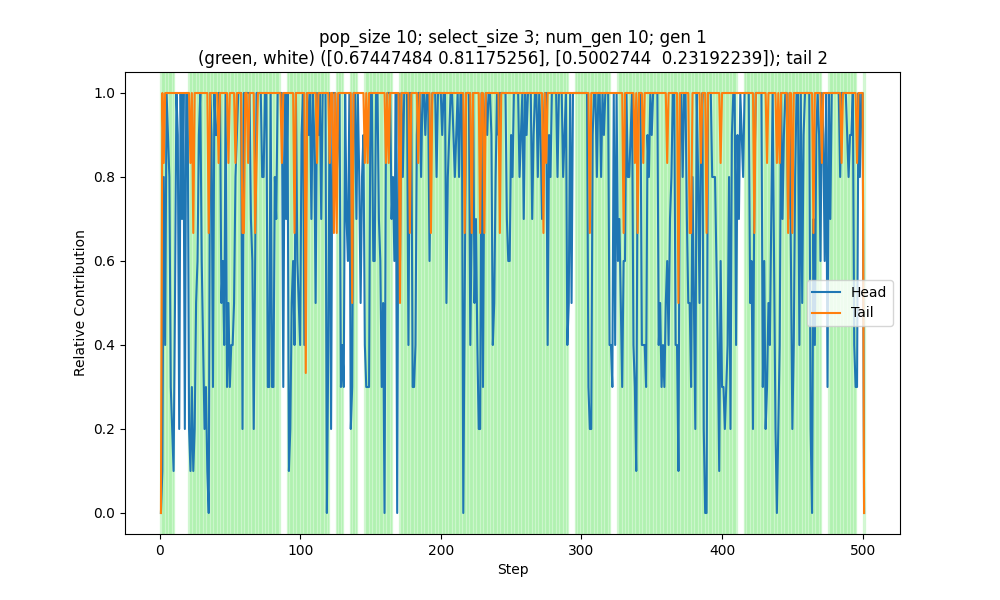 pop_size 10; select_size 3; num_gen 10; gen 1
(green, white) ([0.67447484 0.81175256], [0.5002744  0.23192239]); tail 2
1.0
0.8
0.6
0.4
0.2
0.0
Relative Contribution
Head
Tail
0
100
200
300
400
500
Step